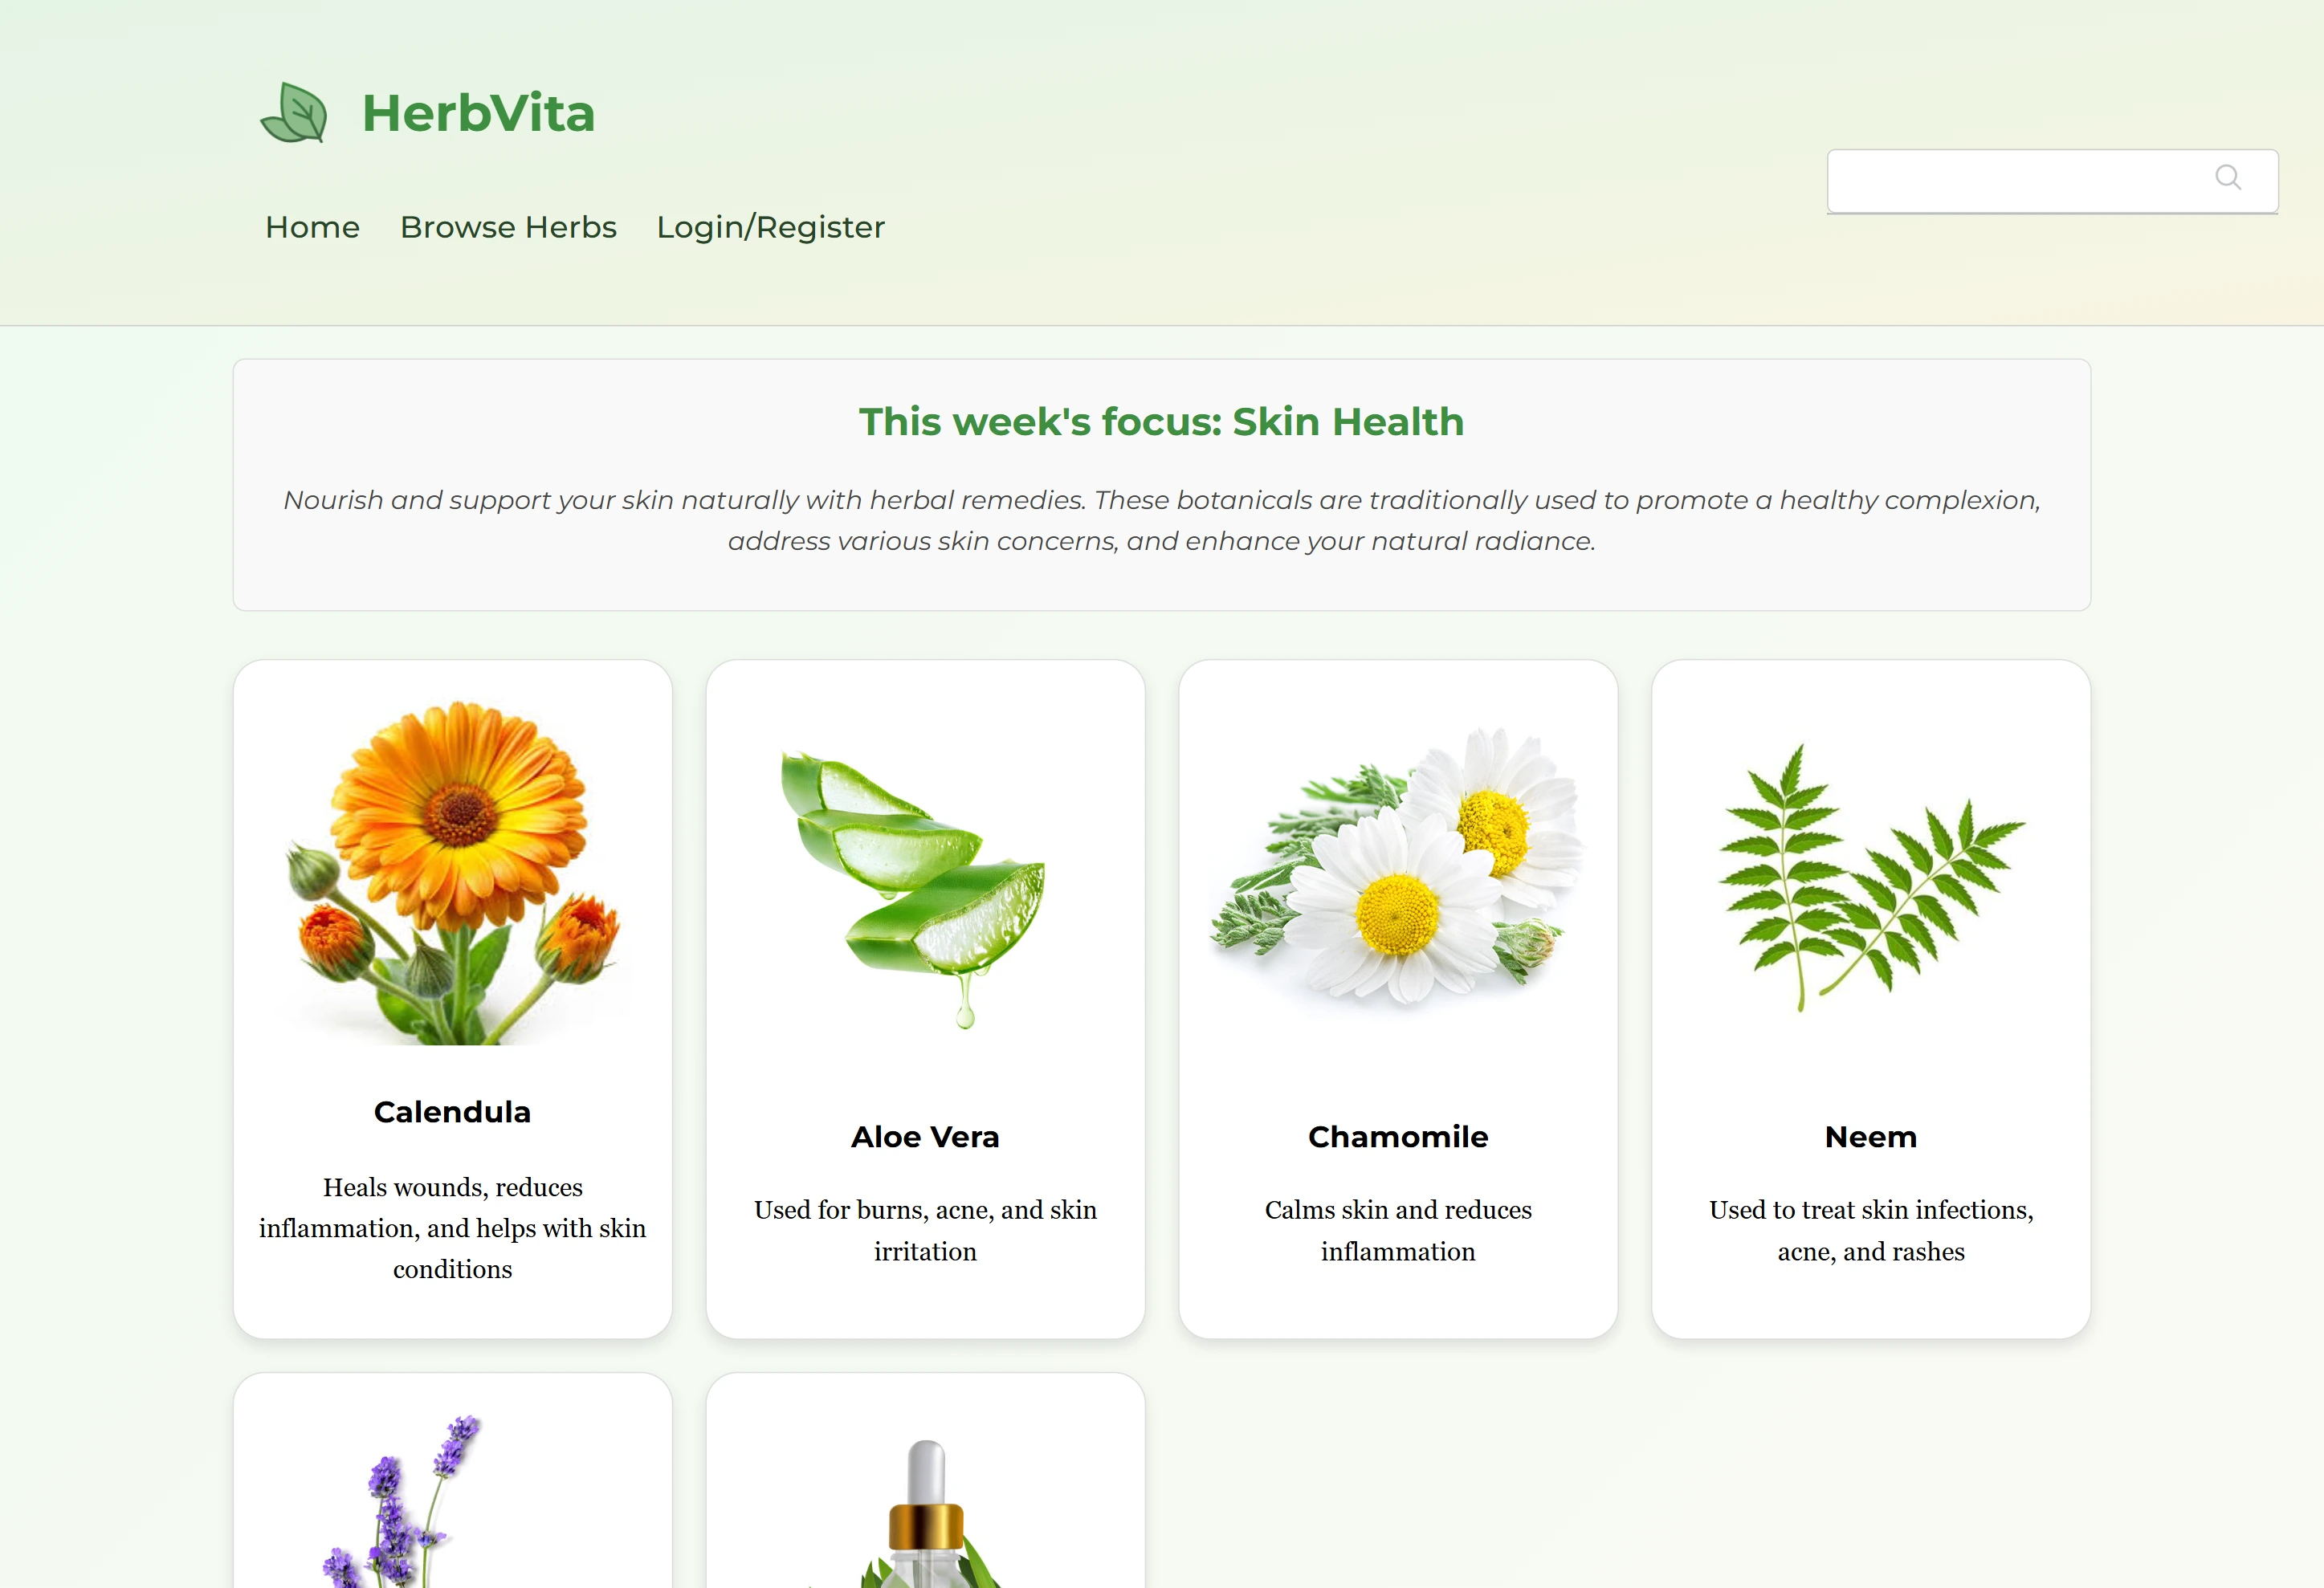 HerbVita
Home Browse Herbs Login/Register
This week's focus: Skin Health
Nourish and support your skin naturally with herbal remedies. These botanicals are traditionally used to promote a healthy complexion,
address various skin concerns, and enhance your natural radiance.
Calendula
Heals wounds, reduces
inflammation, and helps with skin
conditions
Aloe Vera
Used for burns, acne, and skin
irritation
Chamomile
Calms skin and reduces
inflammation
Neem
Used to treat skin infections,
acne, and rashes